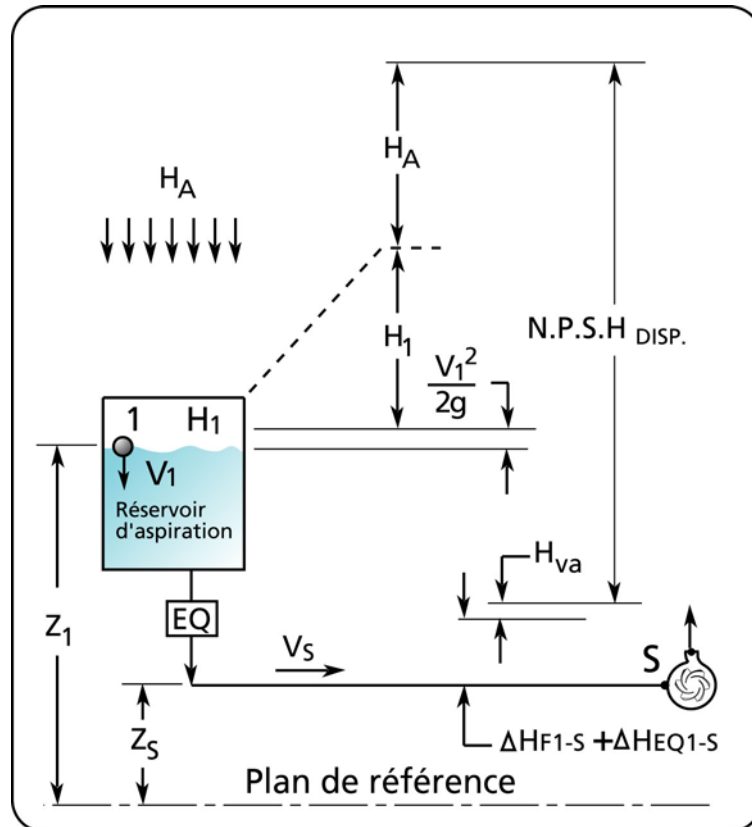 H_A
H_A
N.P.S.H DISP.
H_1
V_1^2
2g
1 H_1
V_1
Réservoir
d'aspiration
H_va
EQ
Z_1
V_S
S
Z_S
ΔH_F1-S + ΔH_EQ1-S
Plan de référence